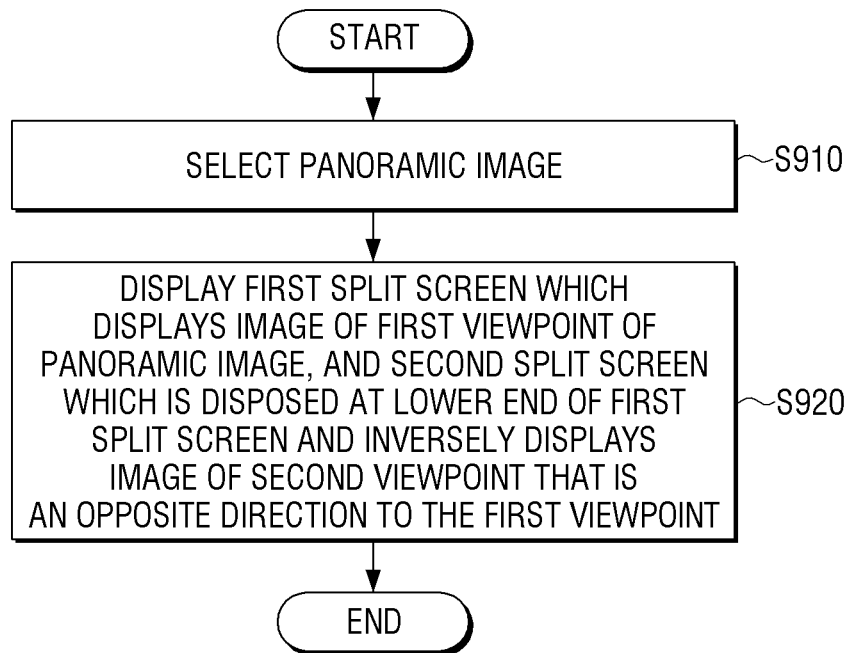 START
SELECT PANORAMIC IMAGE
S910
DISPLAY FIRST SPLIT SCREEN WHICH
DISPLAYS IMAGE OF FIRST VIEWPOINT OF
PANORAMIC IMAGE, AND SECOND SPLIT SCREEN
WHICH IS DISPOSED AT LOWER END OF FIRST
SPLIT SCREEN AND INVERSELY DISPLAYS
IMAGE OF SECOND VIEWPOINT THAT IS
AN OPPOSITE DIRECTION TO THE FIRST VIEWPOINT
S920
END